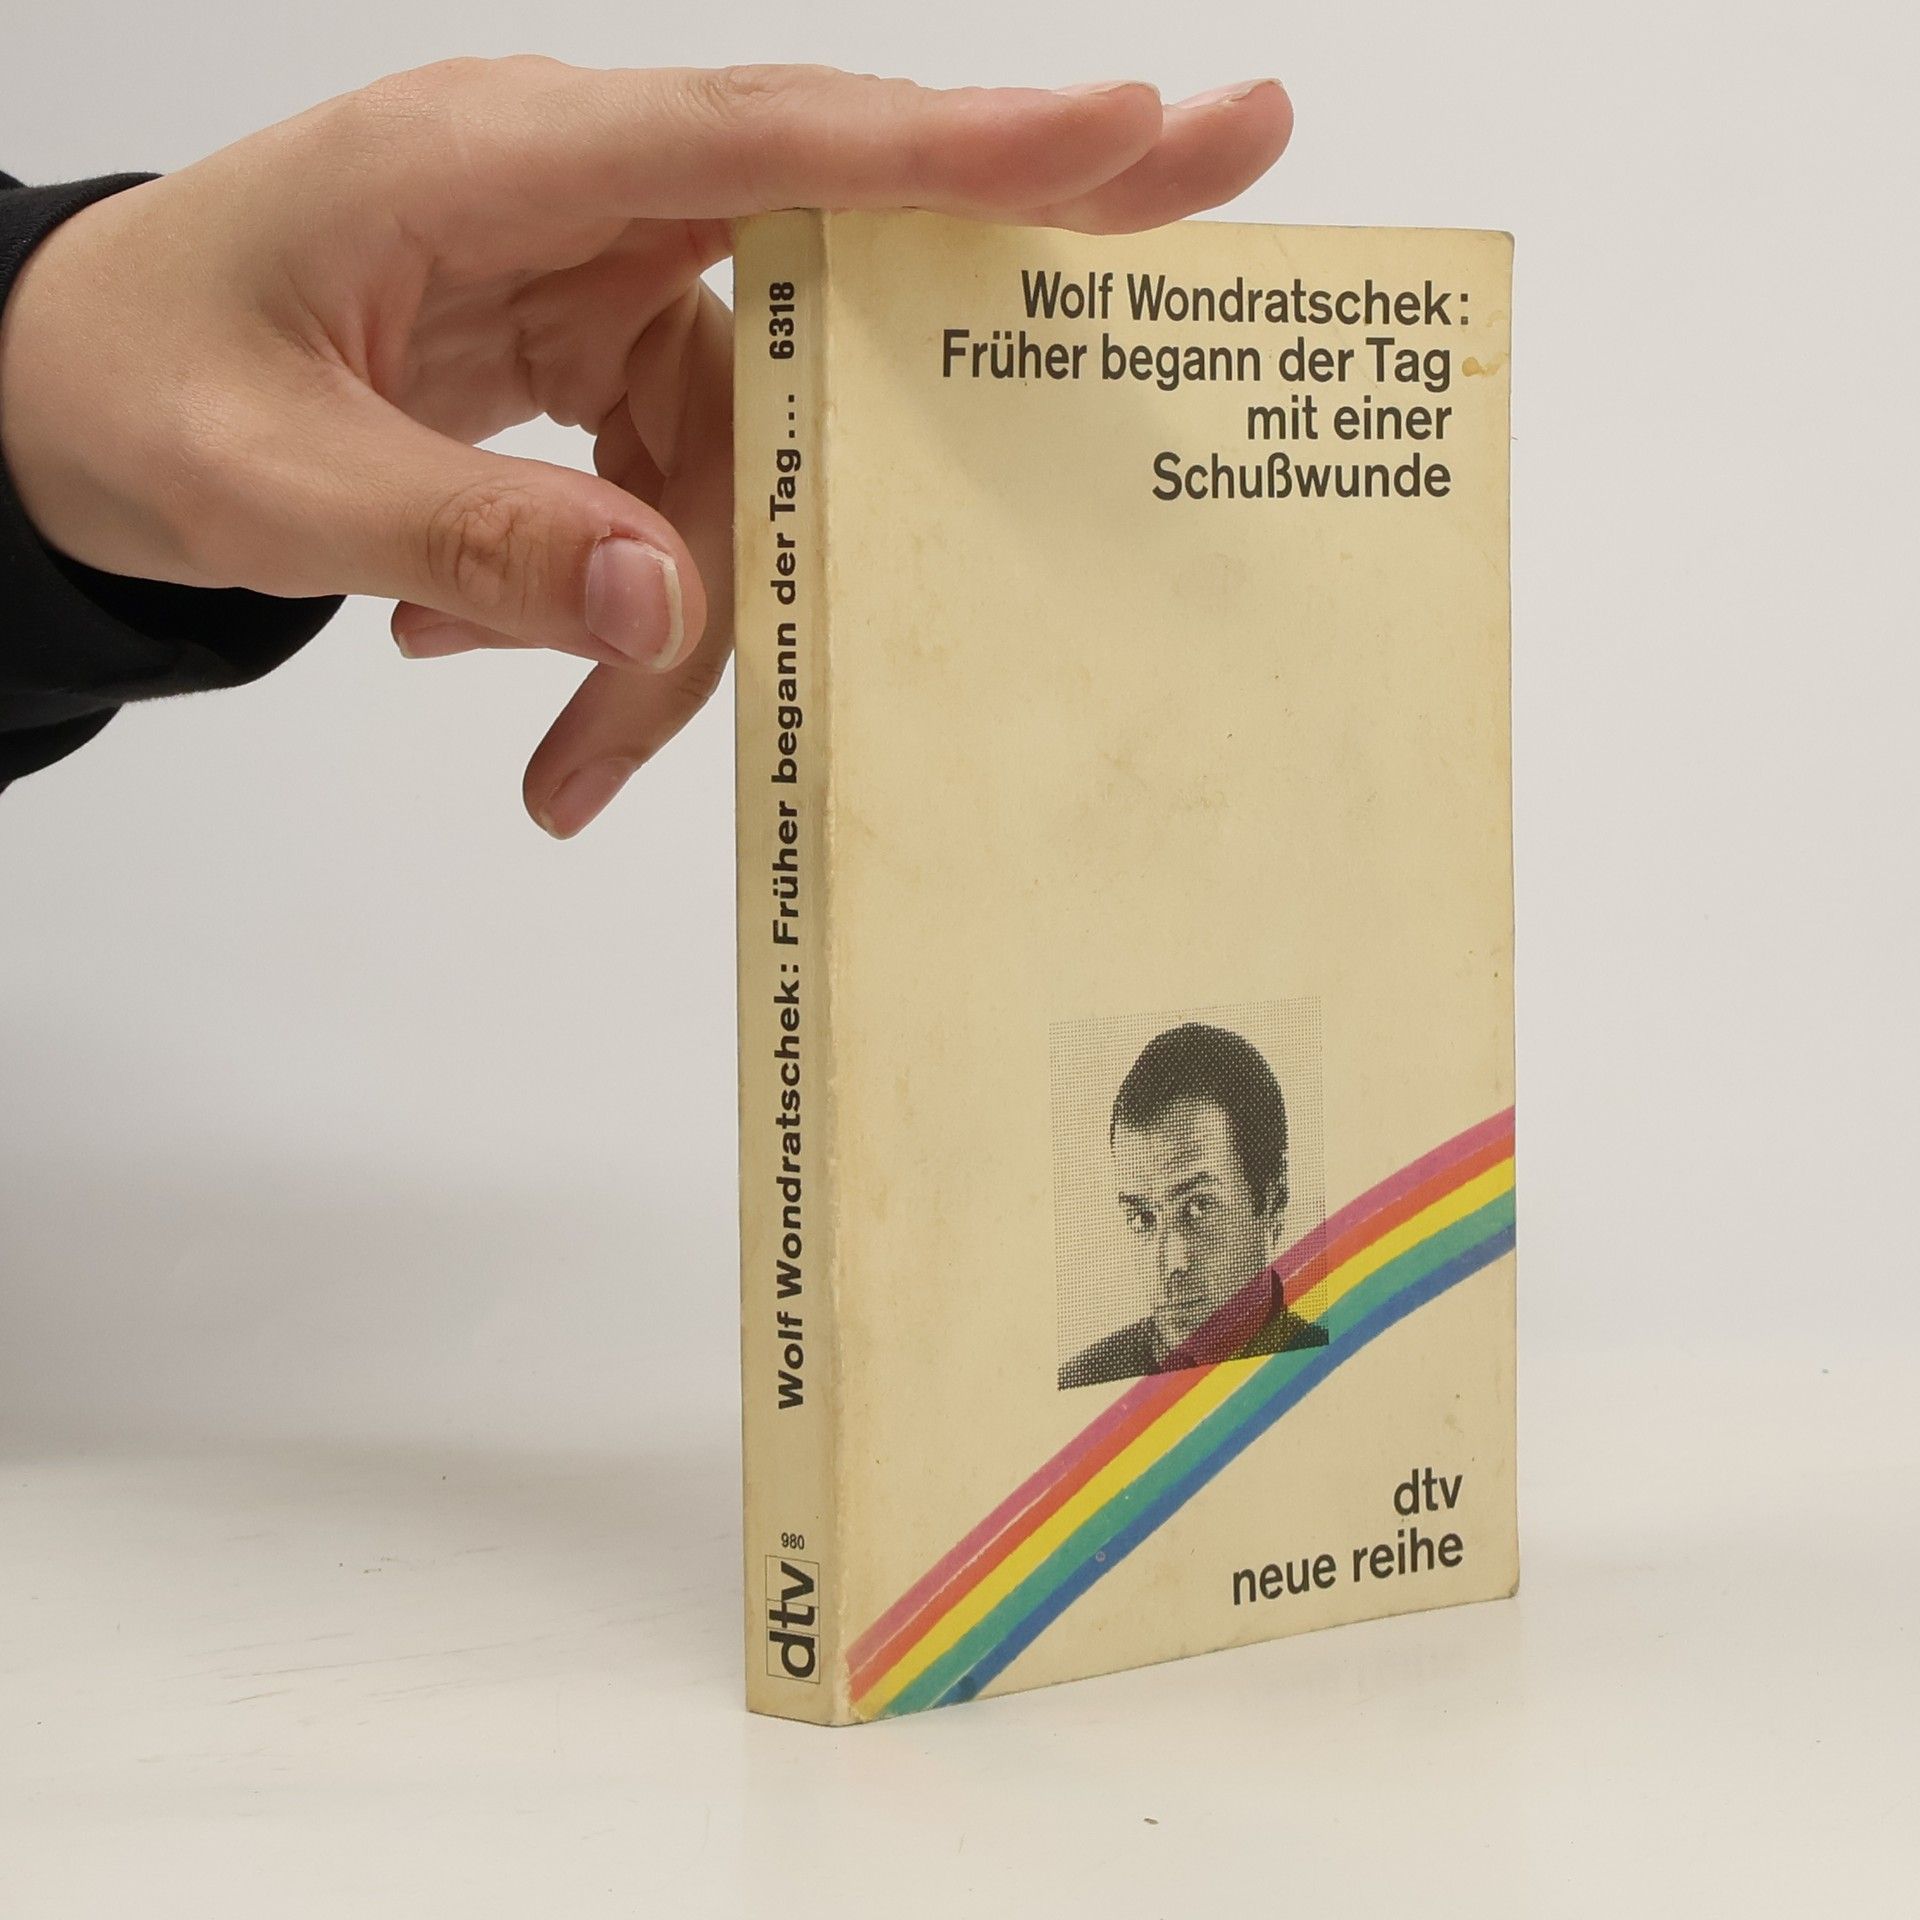 Wolf Wondratschek:
Früher begann der Tag
mit einer
Schußwunde
dtv
neue reihe
Wolf Wondratschek: Früher begann der Tag... 6318
980
dtv